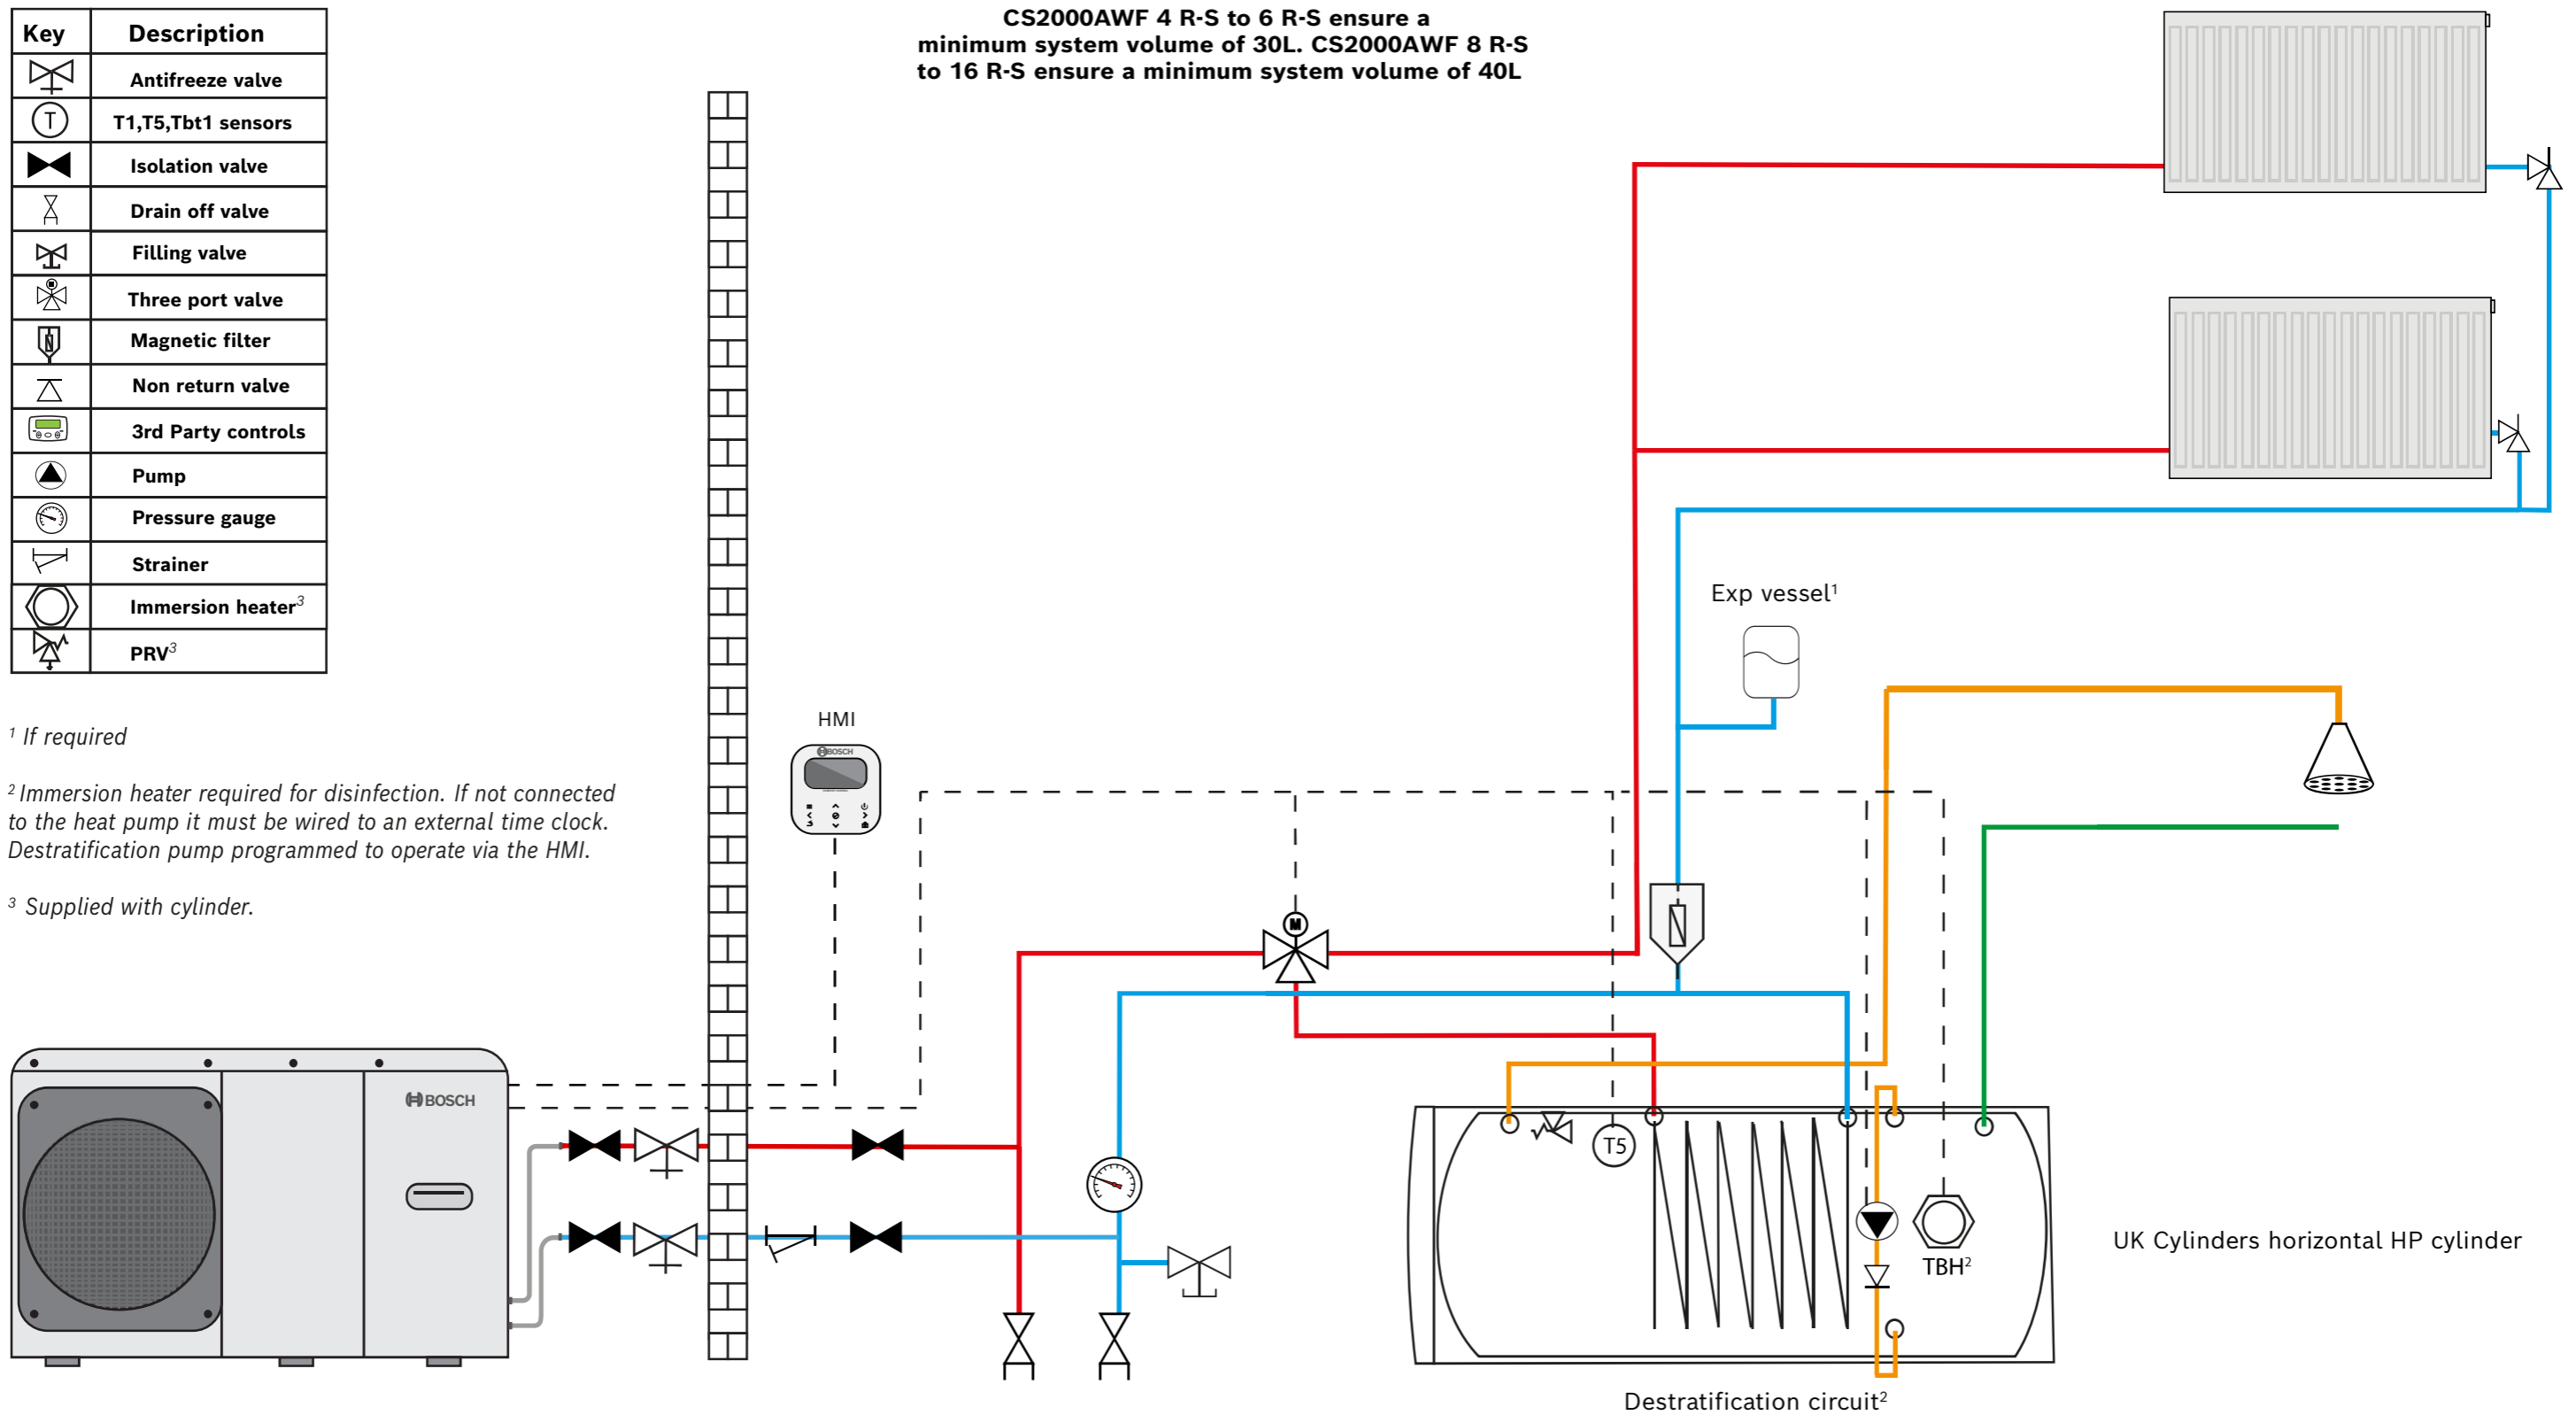 CS2000AWF 4 R-S to 6 R-S ensure a
minimum system volume of 30L. CS2000AWF 8 R-S
to 16 R-S ensure a minimum system volume of 40L
Key Description
Antifreeze valve
T T1,T5,Tbt1 sensors
Isolation valve
Drain off valve
Filling valve
Three port valve
Magnetic filter
Non return valve
3rd Party controls
Pump
Pressure gauge
Strainer
Immersion heater³
PRV³
¹ If required
² Immersion heater required for disinfection. If not connected
to the heat pump it must be wired to an external time clock.
Destratification pump programmed to operate via the HMI.
³ Supplied with cylinder.
HMI
BOSCH
Exp vessel¹
M
BOSCH
T5
TBH²
UK Cylinders horizontal HP cylinder
Destratification circuit²